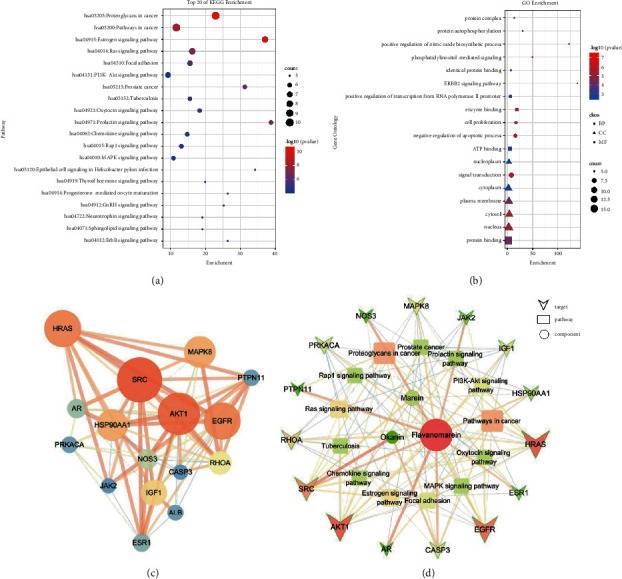 Top 20 of KEGG Enrichment
hsa05205:Proteoglycans in cancer
hsa05200:Pathways in cancer
hsa04915:Estrogen signaling pathway
hsa04014:Ras signaling pathway
hsa04510:Focal adhesion
hsa04151:PI3K-Akt signaling pathway
hsa05215:Prostate cancer
hsa05152:Tuberculosis
hsa04921:Oxytocin signaling pathway
hsa04917:Prolactin signaling pathway
hsa04062:Chemokine signaling pathway
hsa04015:Rap1 signaling pathway
hsa04010:MAPK signaling pathway
hsa05120:Epithelial cell signaling in Helicobacter pylori infection
hsa04919:Thyroid hormone signaling pathway
hsa04914:Progesterone-mediated oocyte maturation
hsa04912:GnRH signaling pathway
hsa04722:Neurotrophin signaling pathway
hsa04071:Sphingolipid signaling pathway
hsa04012:ErbB signaling pathway
Pathway
10 20 30 40
Enrichment
count
5
6
7
8
9
10
-log10 (pvalue)
10
8
6
(a)
GO Enrichment
protein complex
protein autophosphorylation
positive regulation of nitric oxide biosynthetic process
phosphatidylinositol mediated signaling
identical protein binding
ERBB2 signaling pathway
positive regulation of transcription from RNA polymerase II promoter
enzyme binding
cell proliferation
negative regulation of apoptotic process
ATP binding
nucleoplasm
signal transduction
cytoplasm
plasma membrane
cytosol
nucleus
protein binding
Gene Ontology
0 50 100
Enrichment
-log10 (pvalue)
7
6
5
4
3
class
BP
CC
MF
count
5.0
7.5
10.0
12.5
15.0
(b)
HRAS
MAPK8
SRC
PTPN11
AR
AKT1
HSP90AA1
EGFR
PRKACA
NOS3
CASP3
RHOA
JAK2
IGF1
ALB
ESR1
(c)
target
pathway
component
MAPK8
NOS3
JAK2
PRKACA
Prostate cancer
Proteoglycans in cancer
Prolactin signaling pathway
IGF1
Rap1 signaling pathway
PTPN11
PI3K-Akt signaling pathway
HSP90AA1
Marein
Ras signaling pathway
Pathways in cancer
RHOA
Okanin
Flavanomarein
HRAS
Tuberculosis
Oxytocin signaling pathway
Chemokine signaling pathway
SRC
Estrogen signaling pathway
MAPK signaling pathway
Focal adhesion
ESR1
AKT1
EGFR
AR
CASP3
(d)